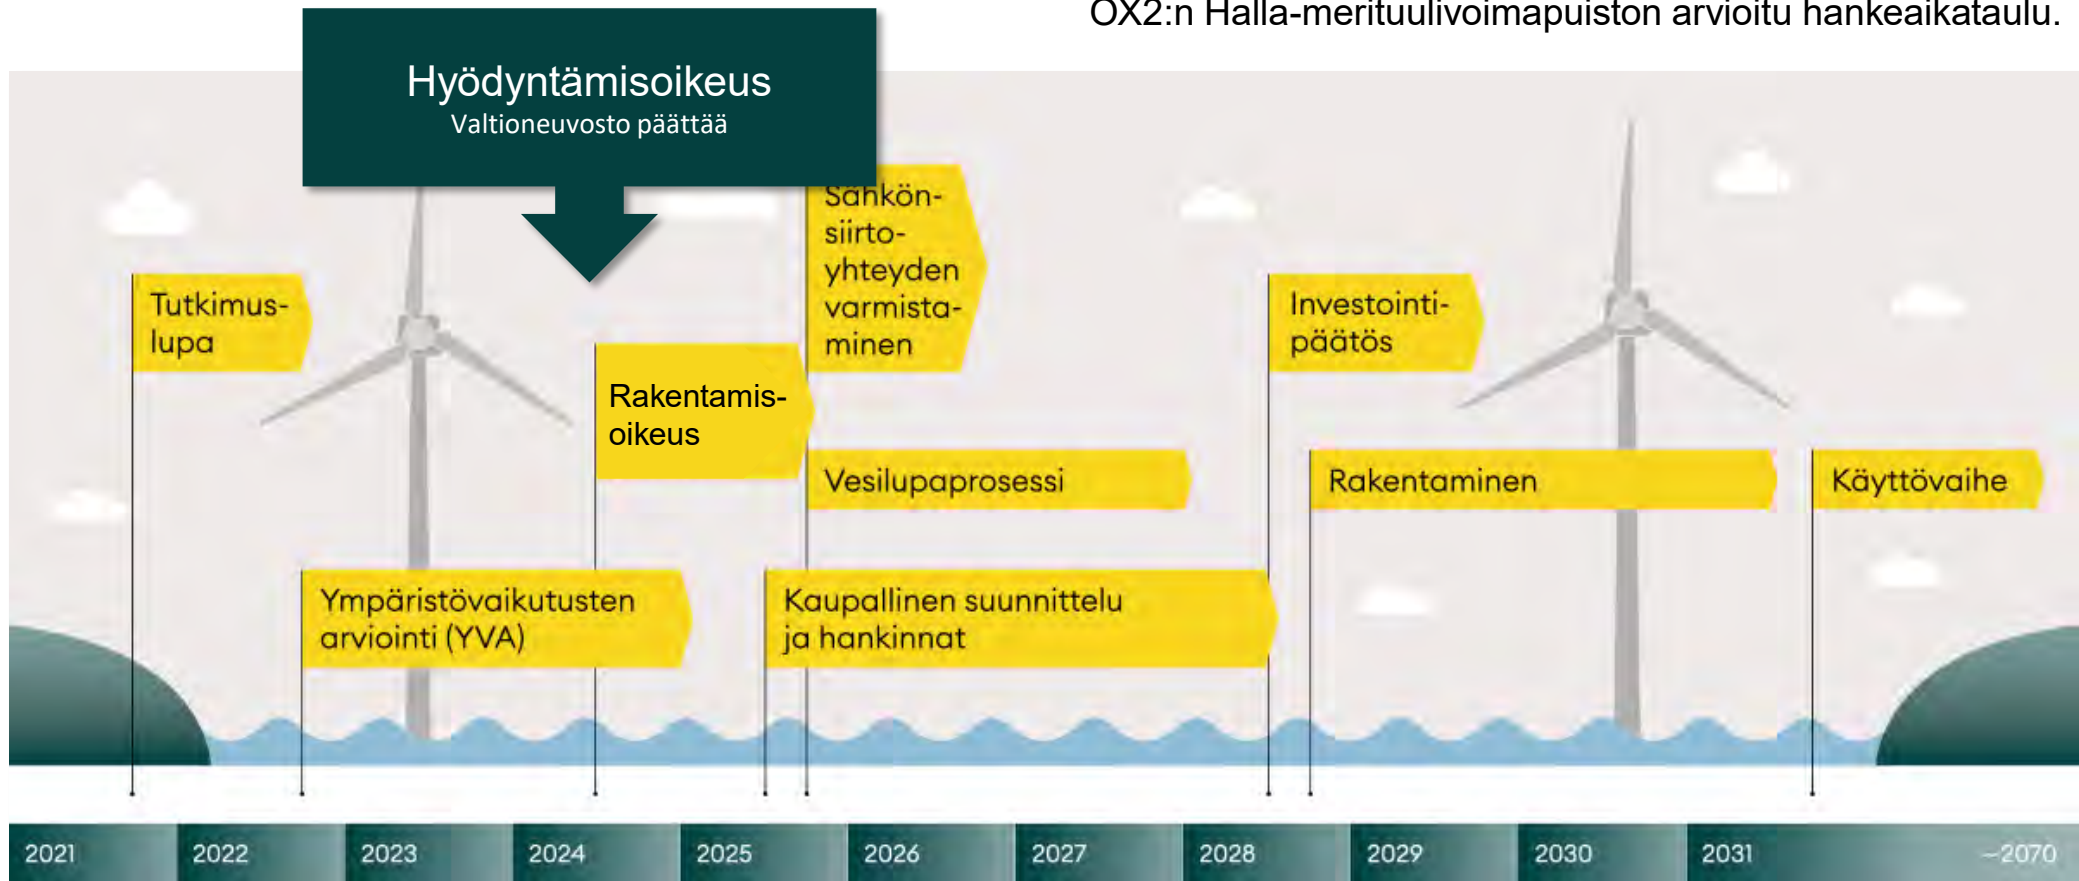 OX2:n Halla-merituulivoimapuiston arvioitu hankeaikataulu.
Hyödyntämisoikeus
Valtioneuvosto päättää
Sähkön-
siirto-
yhteyden
varmista-
minen
Tutkimus-
lupa
Investointi-
päätös
Rakentamis-
oikeus
Vesilupaprosessi
Rakentaminen
Käyttövaihe
Ympäristövaikutusten
arviointi (YVA)
Kaupallinen suunnittelu
ja hankinnat
2021 2022 2023 2024 2025 2026 2027 2028 2029 2030 2031 –2070